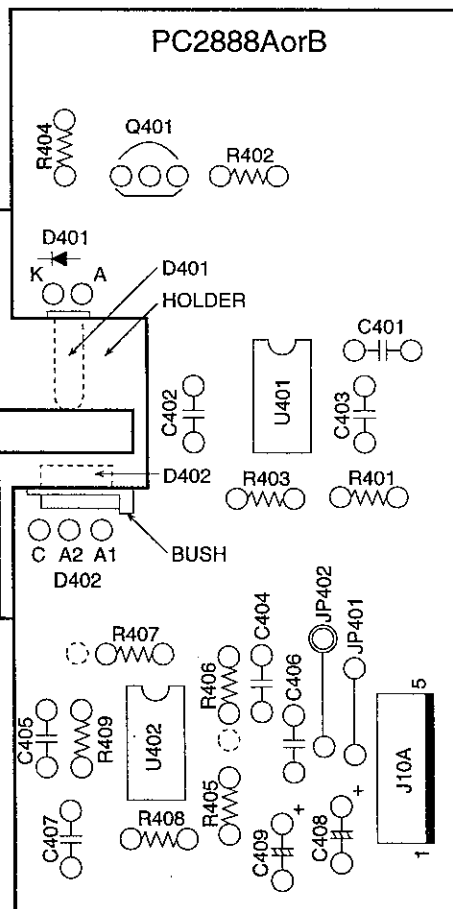 PC2888AorB
Q401
R404
R402
D401
K
A
D401
HOLDER
C401
C402
U401
C403
D402
R403
R401
C
A2
A1
BUSH
D402
R407
R406
C404
C406
JP402
JP401
C405
R409
U402
5
J10A
1
R405
C407
R408
C409
+
C408
+